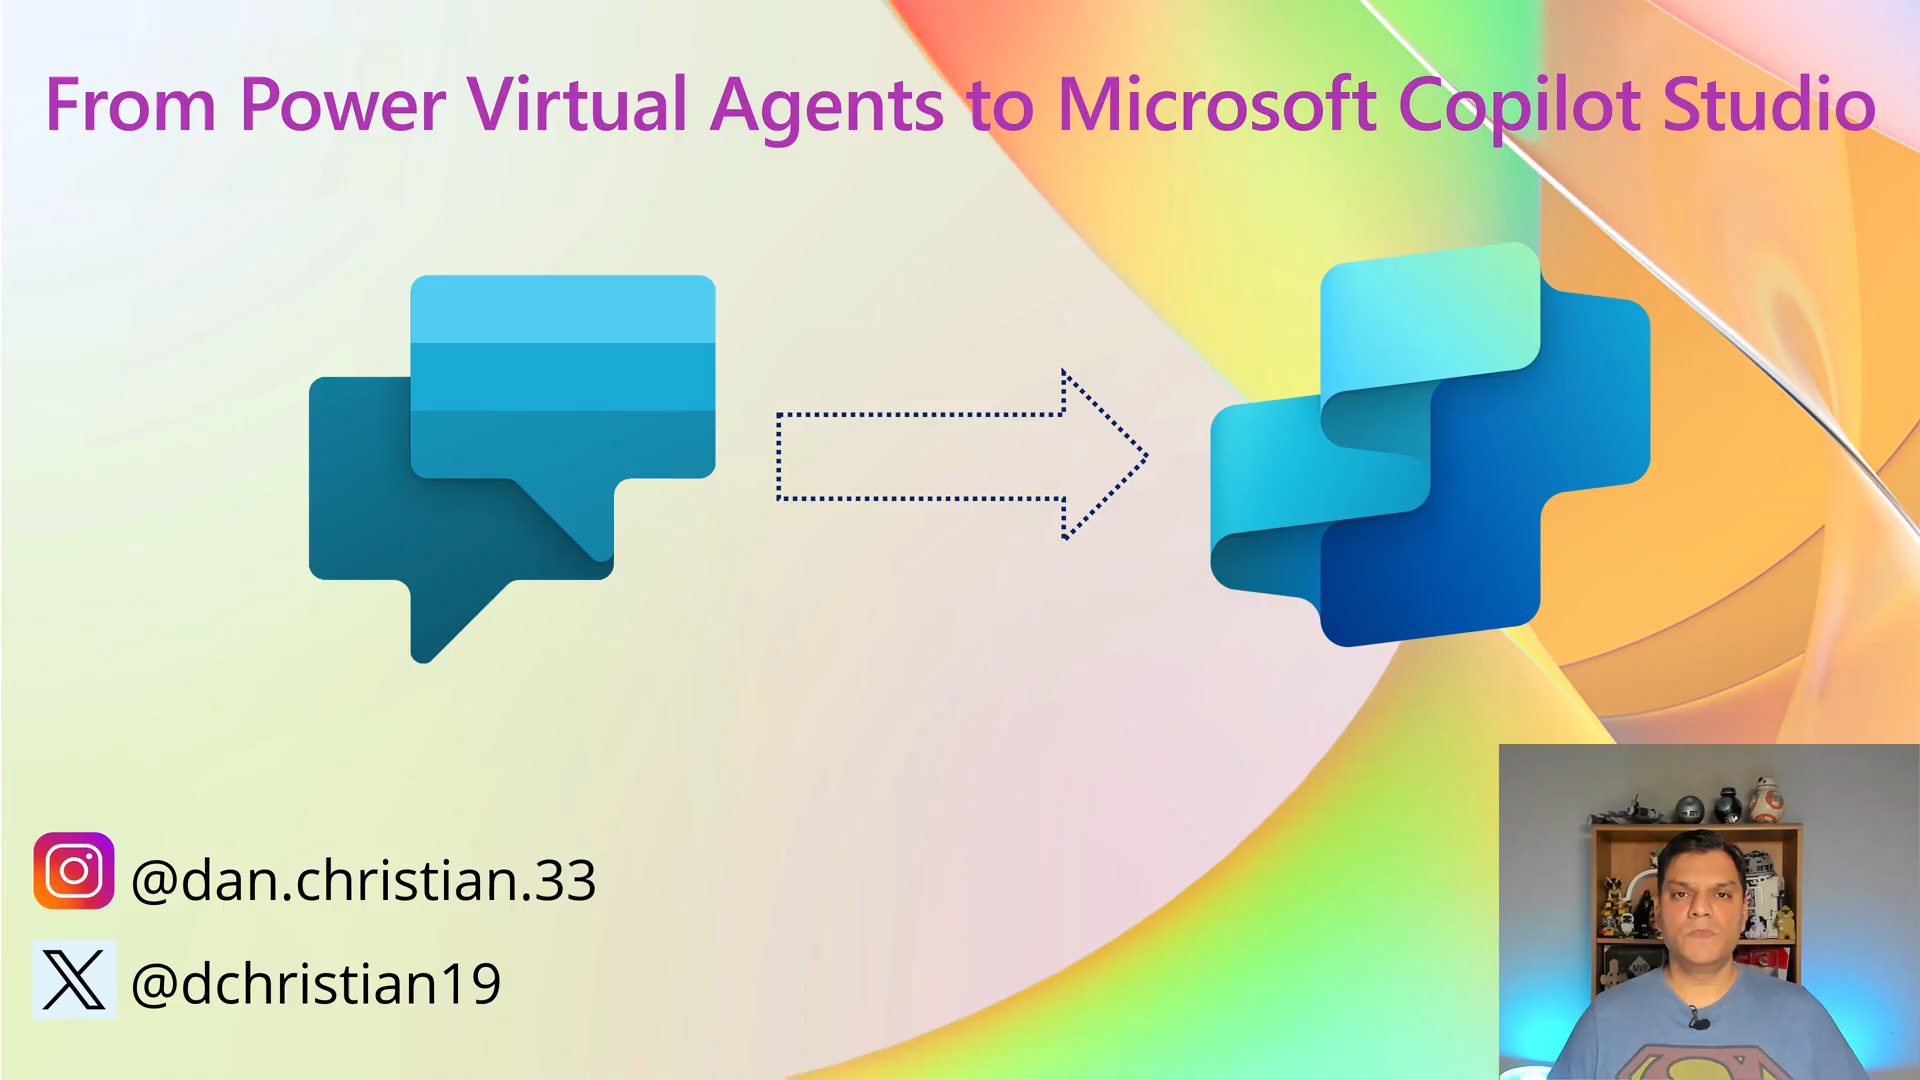 From Power Virtual Agents to Microsoft Copilot Studio
@dan.christian.33
@dchristian19